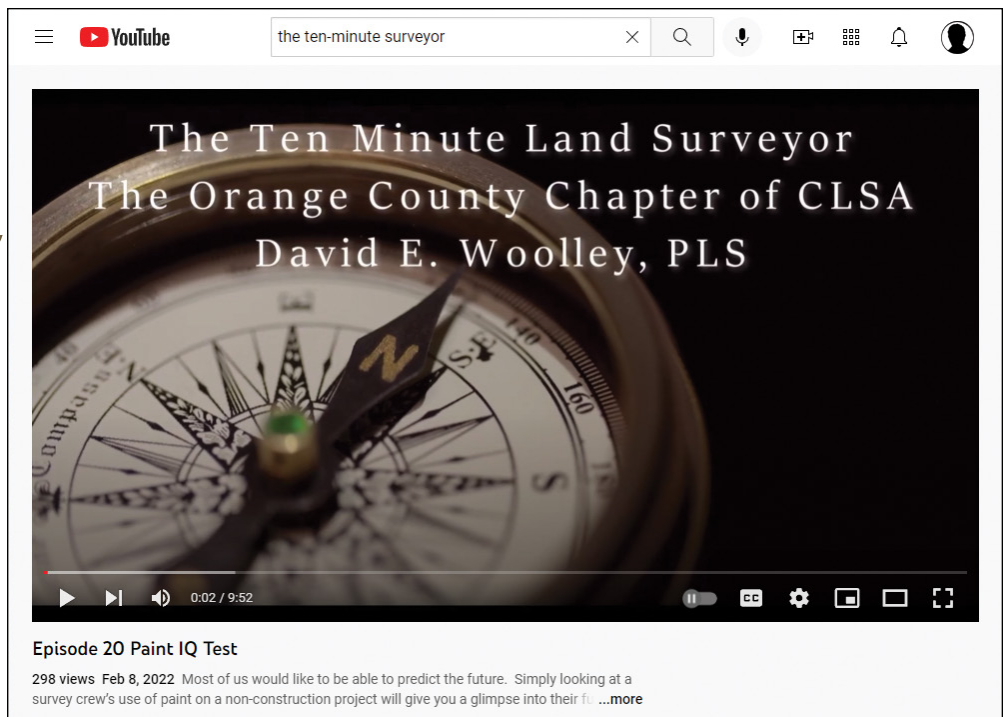 YouTube
the ten-minute surveyor
The Ten Minute Land Surveyor
The Orange County Chapter of CLSA
David E. Woolley, PLS
N
S·E
140
160
S
Compass
40
0:02 / 9:52
CC
Episode 20 Paint IQ Test
298 views Feb 8, 2022 Most of us would like to be able to predict the future. Simply looking at a
survey crew's use of paint on a non-construction project will give you a glimpse into their ...more